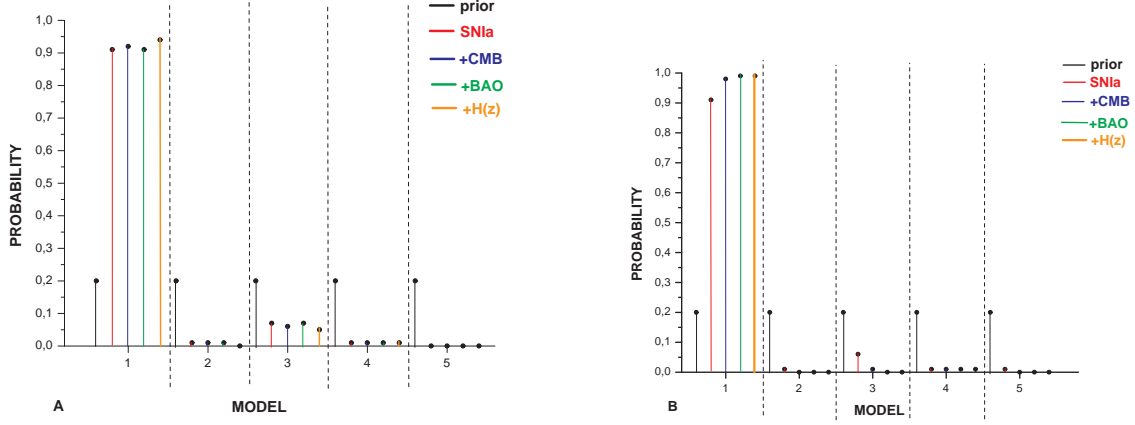 prior
SNIa
+CMB
+BAO
+H(z)
1,0
0,9
0,8
0,7
0,6
0,5
0,4
0,3
0,2
0,1
0,0
PROBABILITY
1 2 3 4 5
A MODEL
prior
SNIa
+CMB
+BAO
+H(z)
1,0
0,9
0,8
0,7
0,6
0,5
0,4
0,3
0,2
0,1
0,0
PROBABILITY
1 2 3 4 5
B MODEL